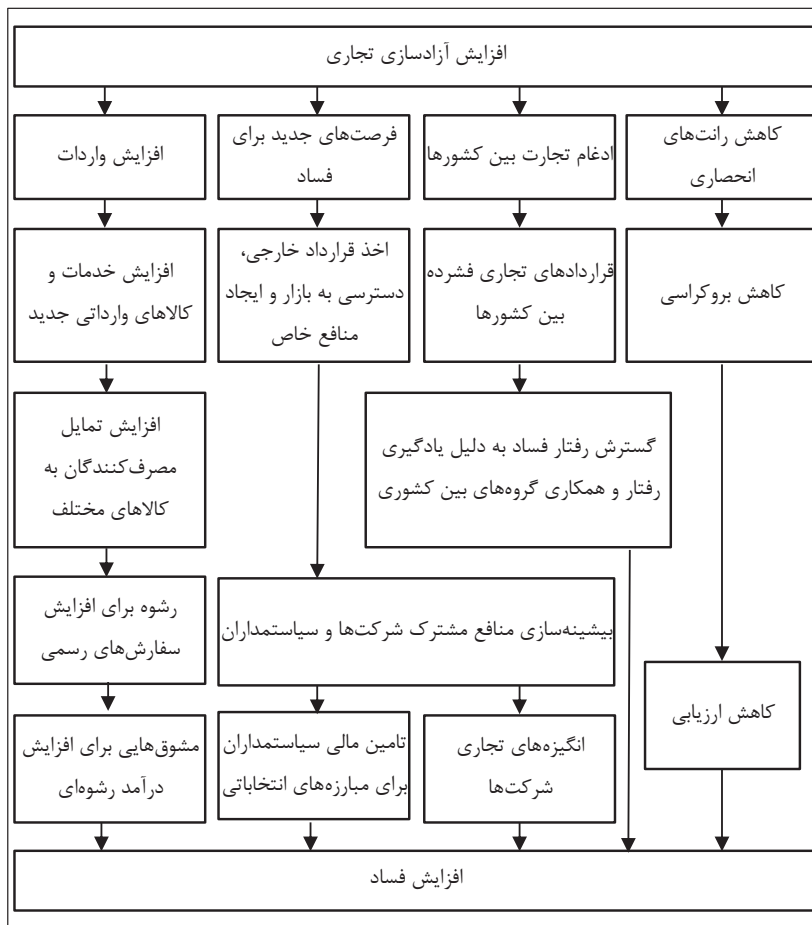 افزایش آزادسازی تجاری
کاهش رانت‌های
انحصاری
ادغام تجارت بین کشورها
فرصت‌های جدید برای
فساد
افزایش واردات
کاهش بروکراسی
قراردادهای تجاری فشرده
بین کشورها
اخذ قرارداد خارجی،
دسترسی به بازار و ایجاد
منافع خاص
افزایش خدمات و
کالاهای وارداتی جدید
گسترش رفتار فساد به دلیل یادگیری
رفتار و همکاری گروه‌های بین کشوری
افزایش تمایل
مصرف‌کنندگان به
کالاهای مختلف
بیشینه‌سازی منافع مشترک شرکت‌ها و سیاستمداران
رشوه برای افزایش
سفارش‌های رسمی
کاهش ارزیابی
انگیزه‌های تجاری
شرکت‌ها
تامین مالی سیاستمداران
برای مبارزه‌های انتخاباتی
مشوق‌هایی برای افزایش
درآمد رشوه‌ای
افزایش فساد